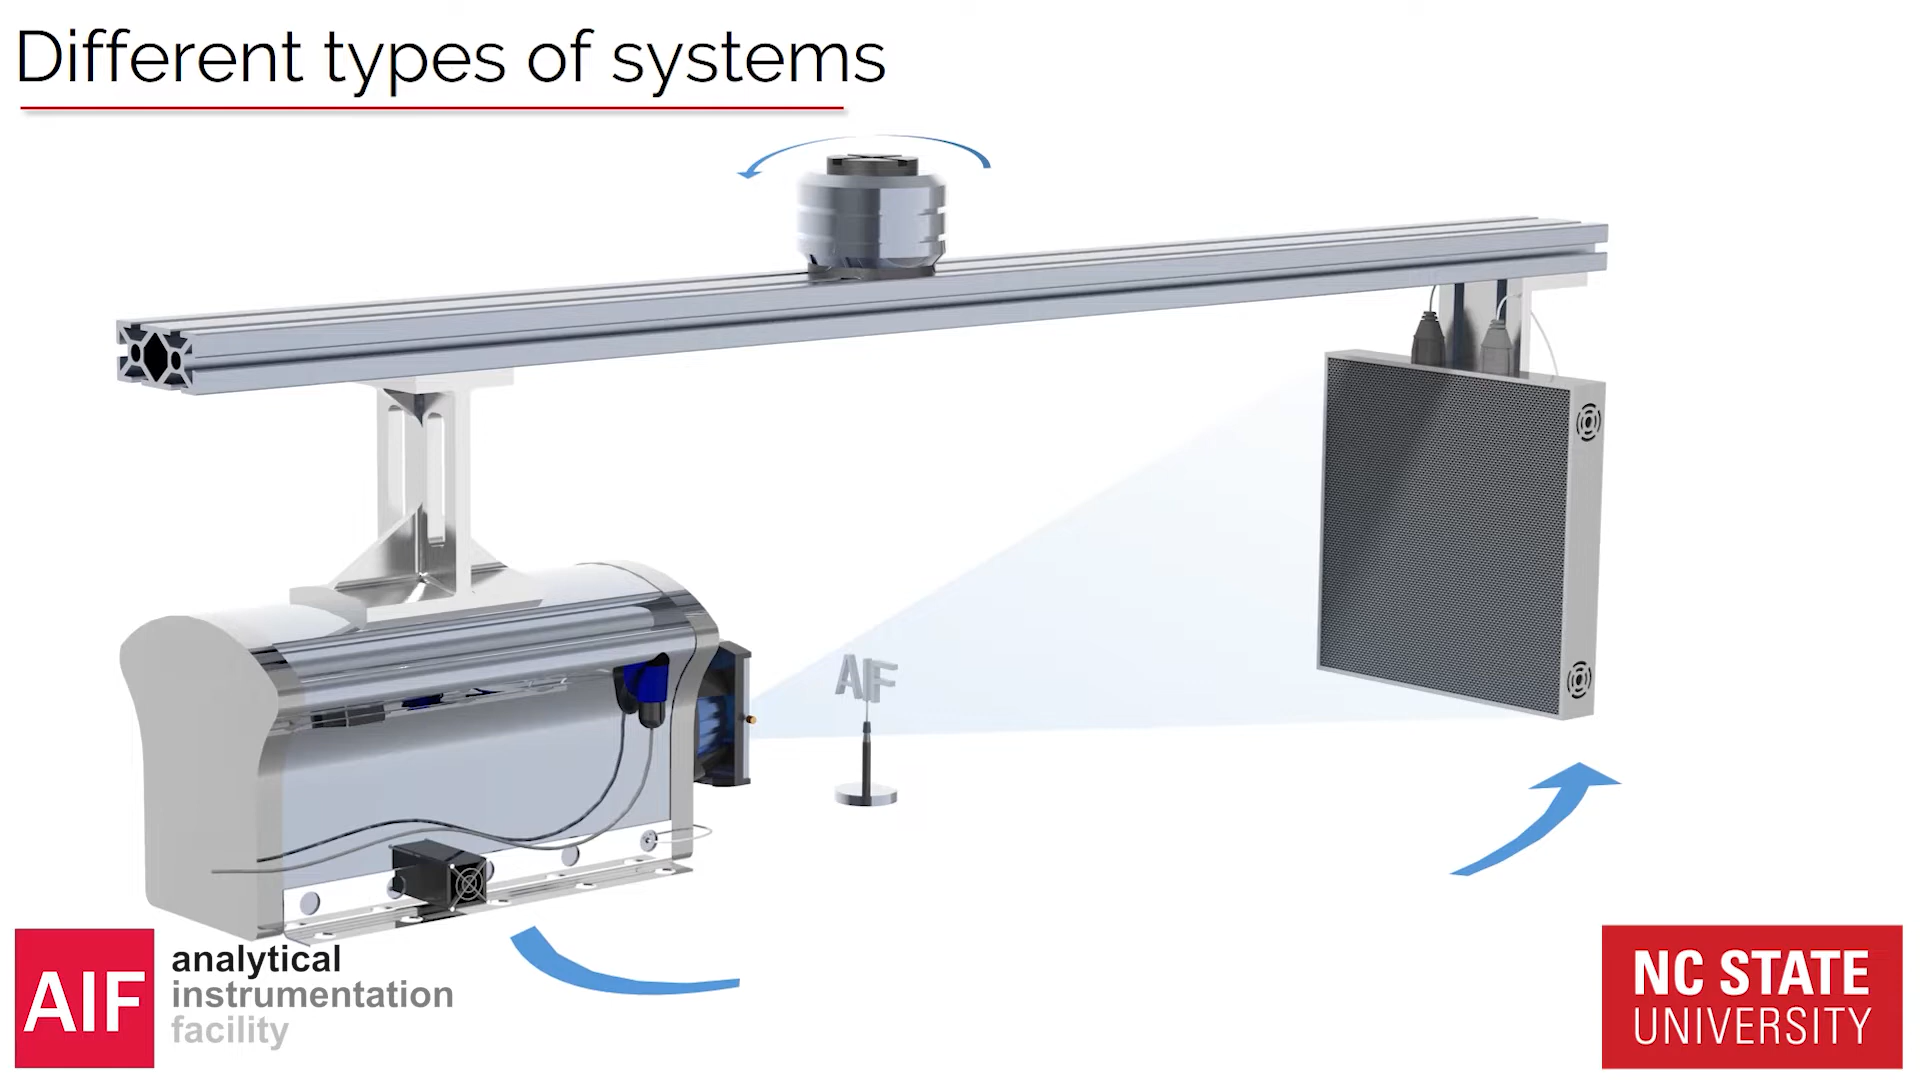 Different types of systems
AIF
AIF
analytical
instrumentation
facility
NC STATE
UNIVERSITY